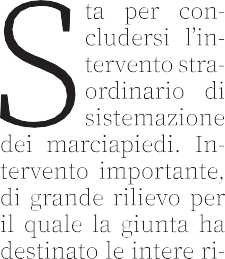 Sta per con-
cludersi l'in-
tervento stra-
ordinario di
sistemazione
dei marciapiedi. In-
tervento importante,
di grande rilievo per
il quale la giunta ha
destinato le intere ri-